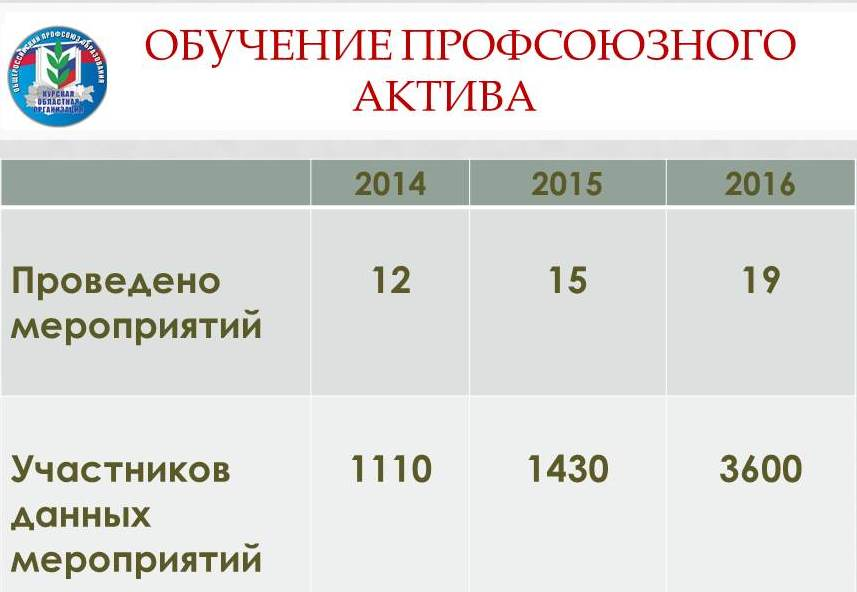 ОБЩЕРОССИЙСКИЙ ПРОФСОЮЗ ОБРАЗОВАНИЯ
КУРСКАЯ
ОБЛАСТНАЯ
ОРГАНИЗАЦИЯ
ОБУЧЕНИЕ ПРОФСОЮЗНОГО
АКТИВА
2014 2015 2016
Проведено 12 15 19
мероприятий
Участников 1110 1430 3600
данных
мероприятий